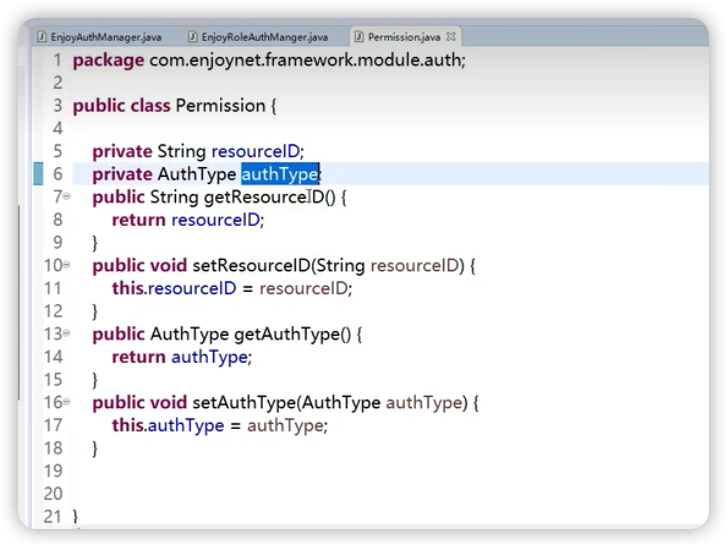 EnjoyAuthManager.java EnjoyRoleAuthManger.java Permission.java
1 package com.enjoynet.framework.module.auth;
2
3 public class Permission {
4
5 private String resourceID;
6 private AuthType authType;
7 public String getResourceID() {
8 return resourceID;
9 }
10 public void setResourceID(String resourceID) {
11 this.resourceID = resourceID;
12 }
13 public AuthType getAuthType() {
14 return authType;
15 }
16 public void setAuthType(AuthType authType) {
17 this.authType = authType;
18 }
19
20
21 }